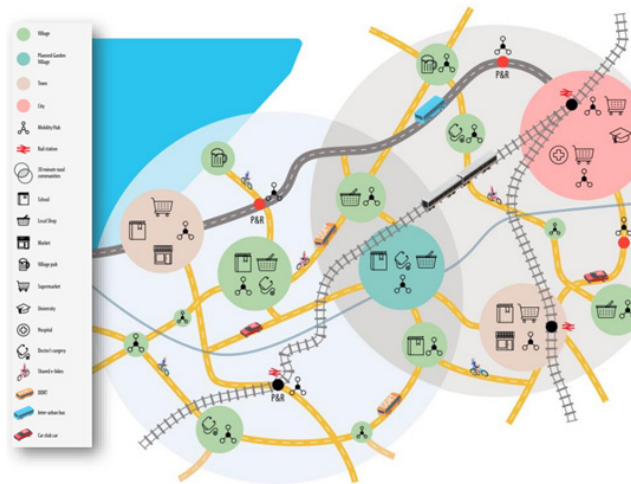 Village
Planned Garden
Village
Town
City
Mobility Hub
Rail station
30 minute rural
communities
School
Local Shop
Market
Village pub
Supermarket
University
Hospital
Doctor's surgery
Shared e-bikes
DDRT
Inter-urban bus
Car club car
P&R
P&R
P&R